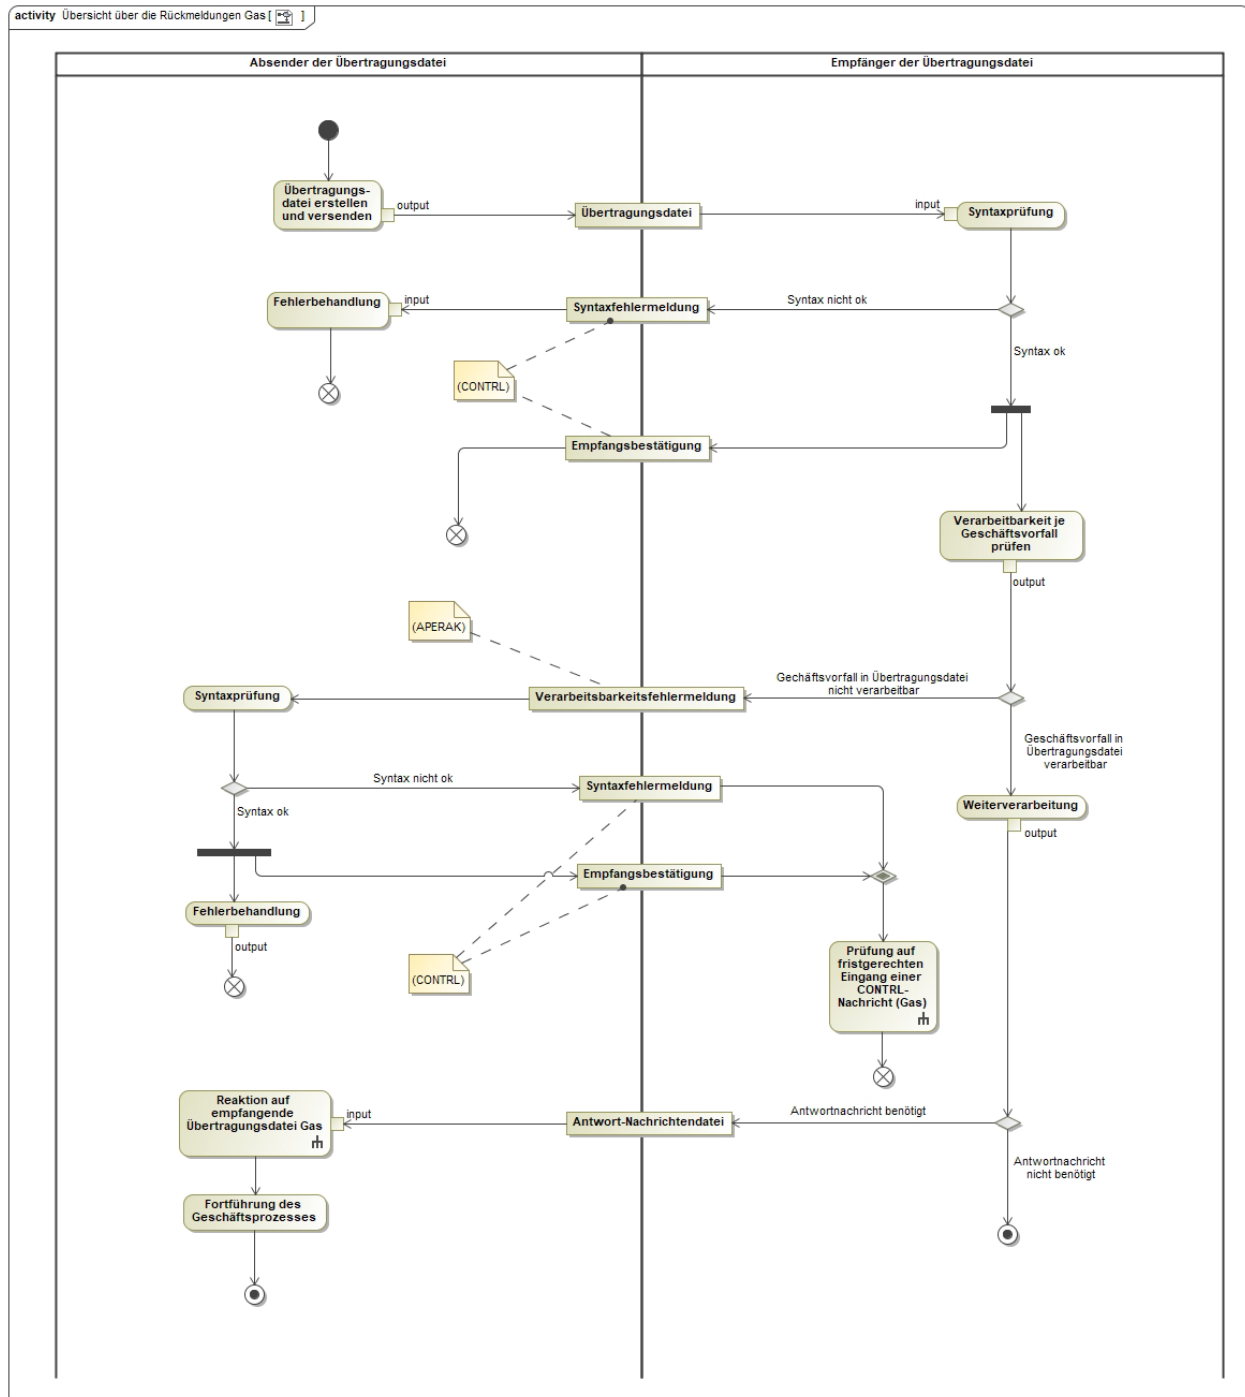 activity Übersicht über die Rückmeldungen Gas [ ]
Absender der Übertragungsdatei
Empfänger der Übertragungsdatei
Übertragungs-
datei erstellen
und versenden
output
Übertragungsdatei
input
Syntaxprüfung
Fehlerbehandlung
input
Syntaxfehlermeldung
Syntax nicht ok
Syntax ok
(CONTRL)
Empfangsbestätigung
Verarbeitbarkeit je
Geschäftsvorfall
prüfen
output
(APERAK)
Syntaxprüfung
Verarbeitsbarkeitsfehlermeldung
Gechäftsvorfall in Übertragungsdatei
nicht verarbeitbar
Geschäftsvorfall in
Übertragungsdatei
verarbeitbar
Syntax nicht ok
Syntaxfehlermeldung
Syntax ok
Weiterverarbeitung
output
Empfangsbestätigung
Fehlerbehandlung
output
(CONTRL)
Prüfung auf
fristgerechten
Eingang einer
CONTRL-
Nachricht (Gas)
Reaktion auf
empfangende
Übertragungsdatei Gas
input
Antwort-Nachrichtendatei
Antwortnachricht benötigt
Antwortnachricht
nicht benötigt
Fortführung des
Geschäftsprozesses